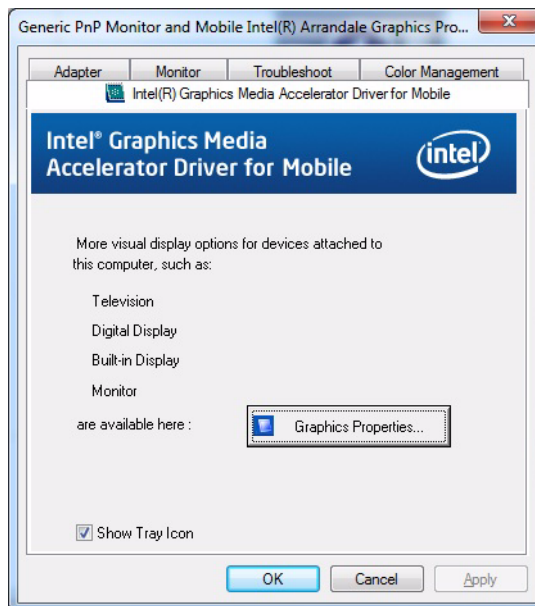 Generic PnP Monitor and Mobile Intel(R) Arrandale Graphics Pro...
Adapter
Monitor
Troubleshoot
Color Management
Intel(R) Graphics Media Accelerator Driver for Mobile
Intel® Graphics Media
Accelerator Driver for Mobile
intel
More visual display options for devices attached to
this computer, such as:
Television
Digital Display
Built-in Display
Monitor
are available here :
Graphics Properties...
Show Tray Icon
OK
Cancel
Apply